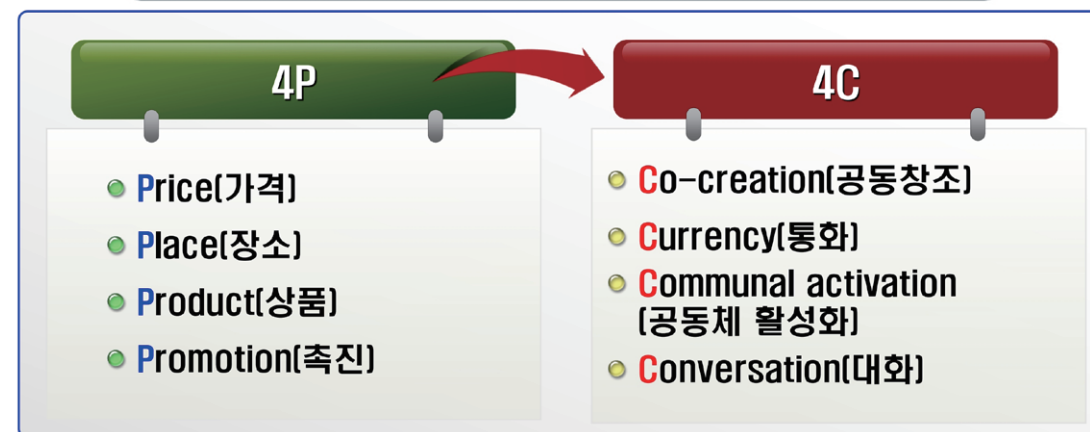 4P
Price(가격)
Place(장소)
Product(상품)
Promotion(촉진)
4C
Co-creation(공동창조)
Currency(통화)
Communal activation
(공동체 활성화)
Conversation(대화)